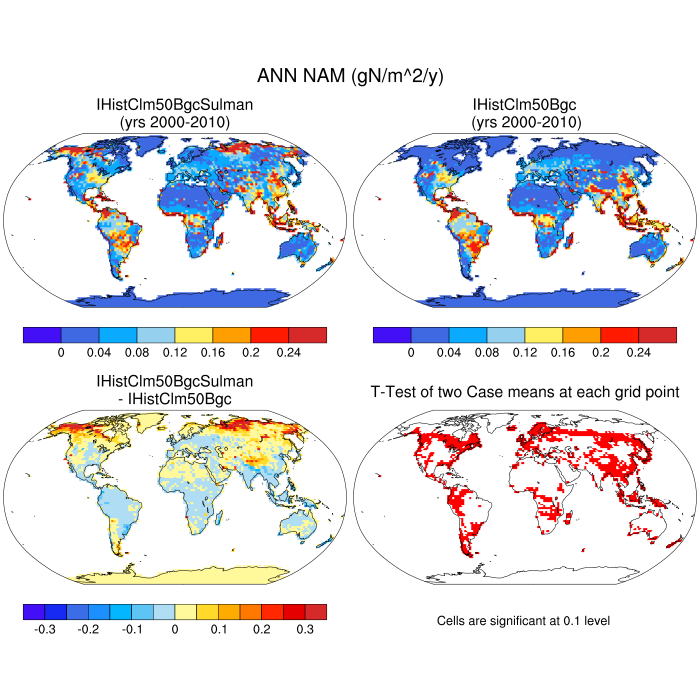 ANN NAM (gN/m^2/y)
IHistClm50BgcSulman
(yrs 2000-2010)
IHistClm50Bgc
(yrs 2000-2010)
0 0.04 0.08 0.12 0.16 0.2 0.24
0 0.04 0.08 0.12 0.16 0.2 0.24
IHistClm50BgcSulman
- IHistClm50Bgc
T-Test of two Case means at each grid point
-0.3 -0.2 -0.1 0 0.1 0.2 0.3
Cells are significant at 0.1 level